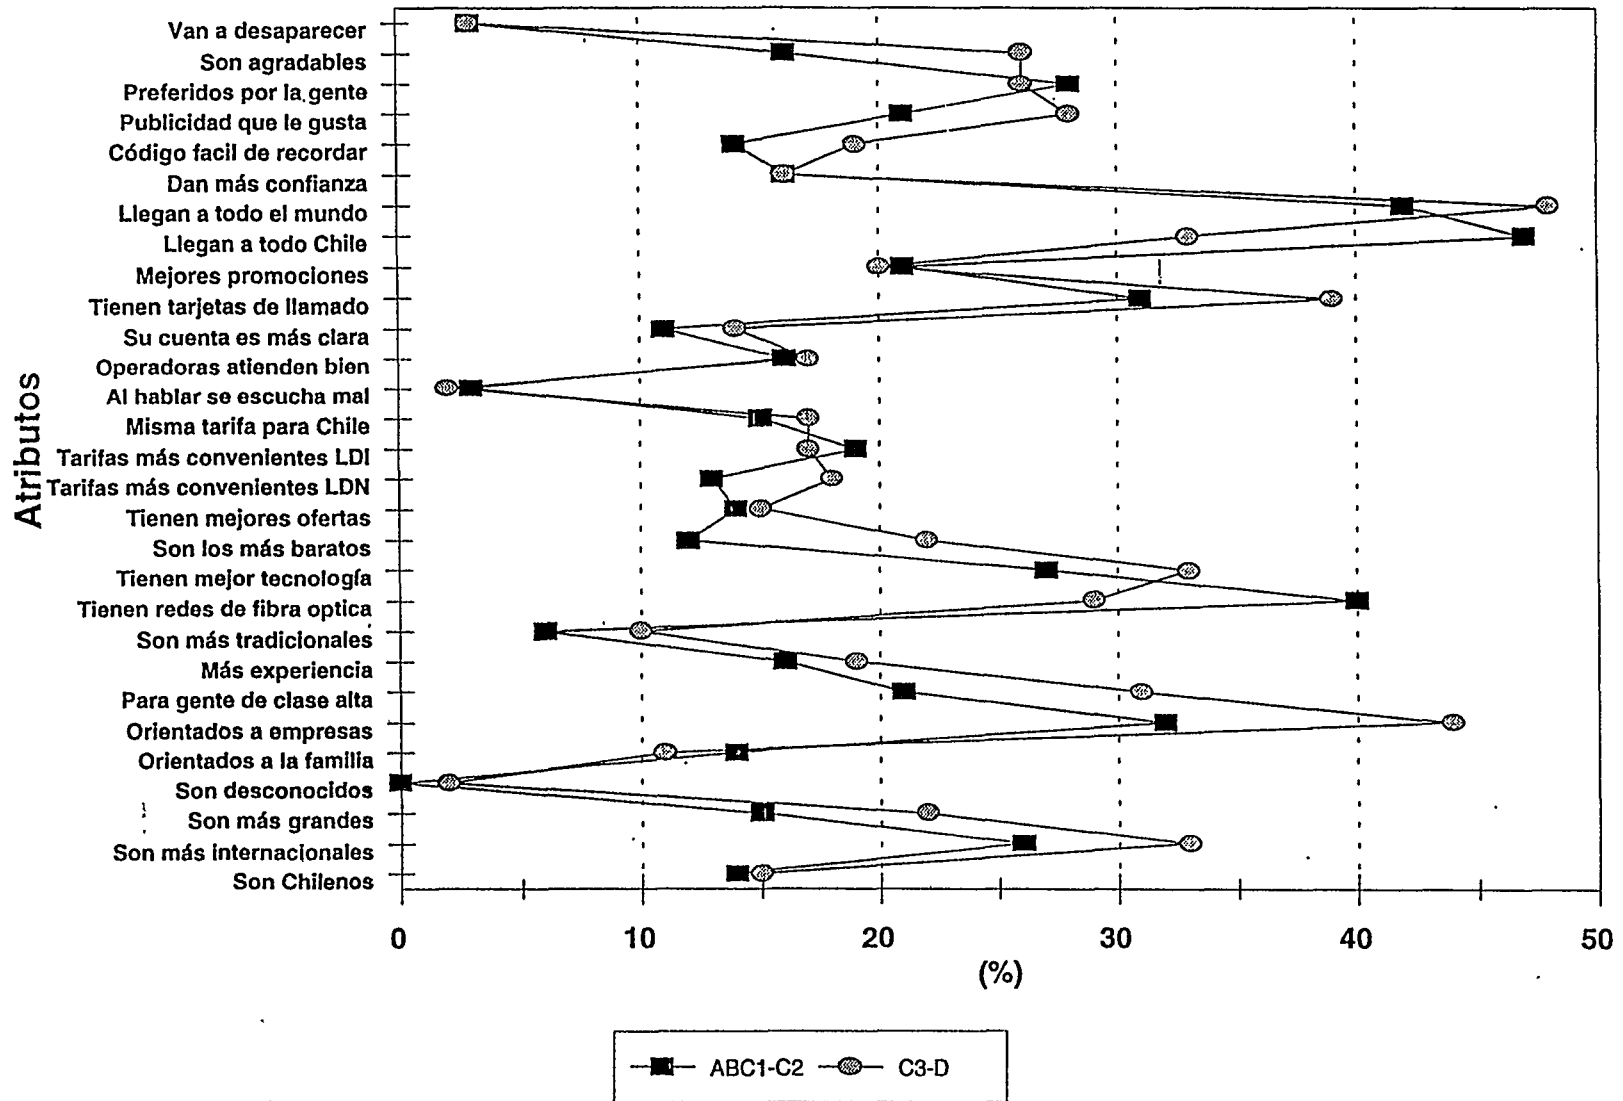 Van a desaparecer
Son agradables
Preferidos por la gente
Publicidad que le gusta
Código facil de recordar
Dan más confianza
Llegan a todo el mundo
Llegan a todo Chile
Mejores promociones
Tienen tarjetas de llamado
Su cuenta es más clara
Operadoras atienden bien
Al hablar se escucha mal
Misma tarifa para Chile
Tarifas más convenientes LDI
Tarifas más convenientes LDN
Tienen mejores ofertas
Son los más baratos
Tienen mejor tecnología
Tienen redes de fibra optica
Son más tradicionales
Más experiencia
Para gente de clase alta
Orientados a empresas
Orientados a la familia
Son desconocidos
Son más grandes
Son más internacionales
Son Chilenos
Atributos
0 10 20 30 40 50
(%)
ABC1-C2 C3-D